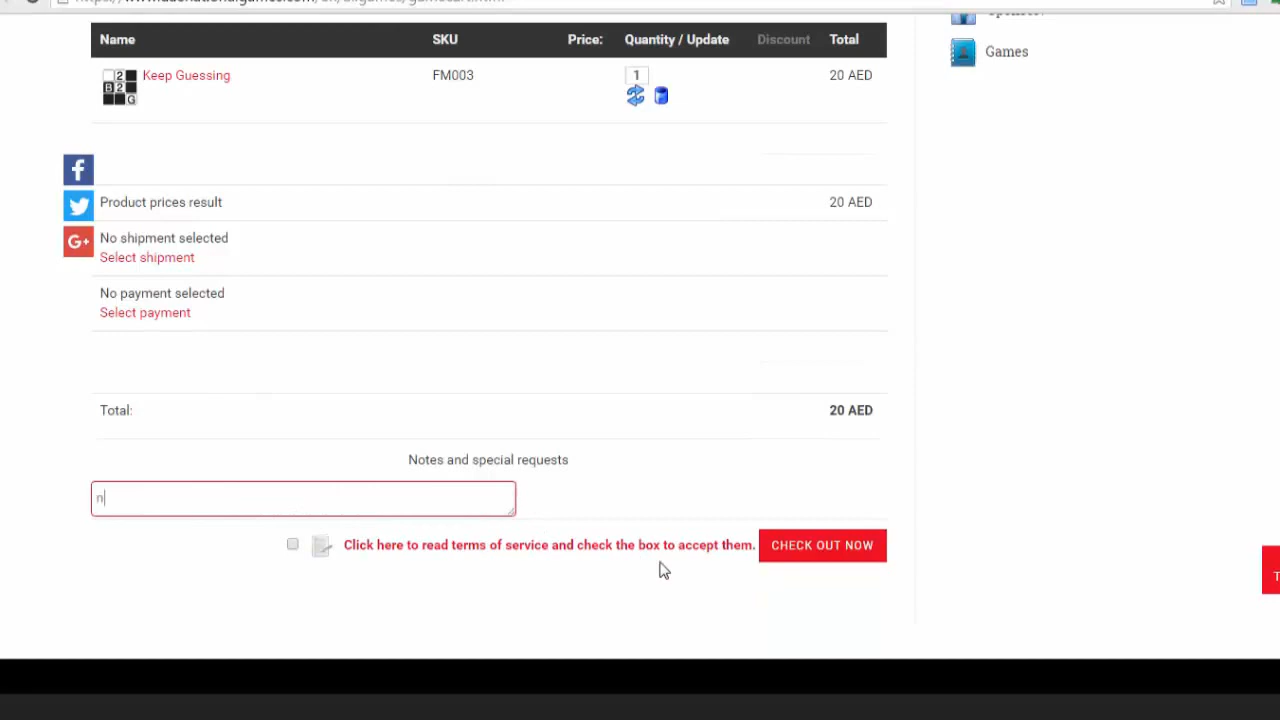 Games
Name SKU Price: Quantity / Update Discount Total
2 B 2 G Keep Guessing FM003 1 20 AED
f
Product prices result 20 AED
G+ No shipment selected
Select shipment
No payment selected
Select payment
Total: 20 AED
Notes and special requests
n
Click here to read terms of service and check the box to accept them. CHECK OUT NOW
T